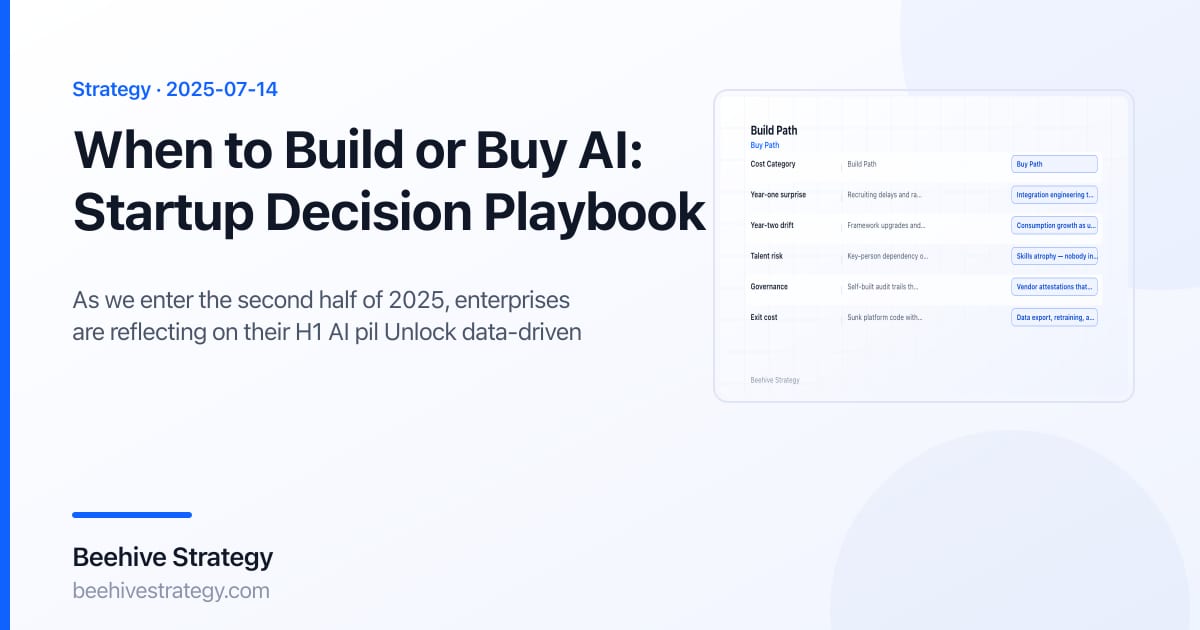 Strategy · 2025-07-14
When to Build or Buy AI:
Startup Decision Playbook
As we enter the second half of 2025, enterprises
are reflecting on their H1 AI pil Unlock data-driven
Build Path
Buy Path
Cost Category Build Path Buy Path
Year-one surprise Recruiting delays and ra... Integration engineering t...
Year-two drift Framework upgrades and... Consumption growth as u...
Talent risk Key-person dependency o... Skills atrophy — nobody in...
Governance Self-built audit trails th... Vendor attestations that...
Exit cost Sunk platform code with... Data export, retraining, a...
Beehive Strategy
Beehive Strategy
beehivestrategy.com